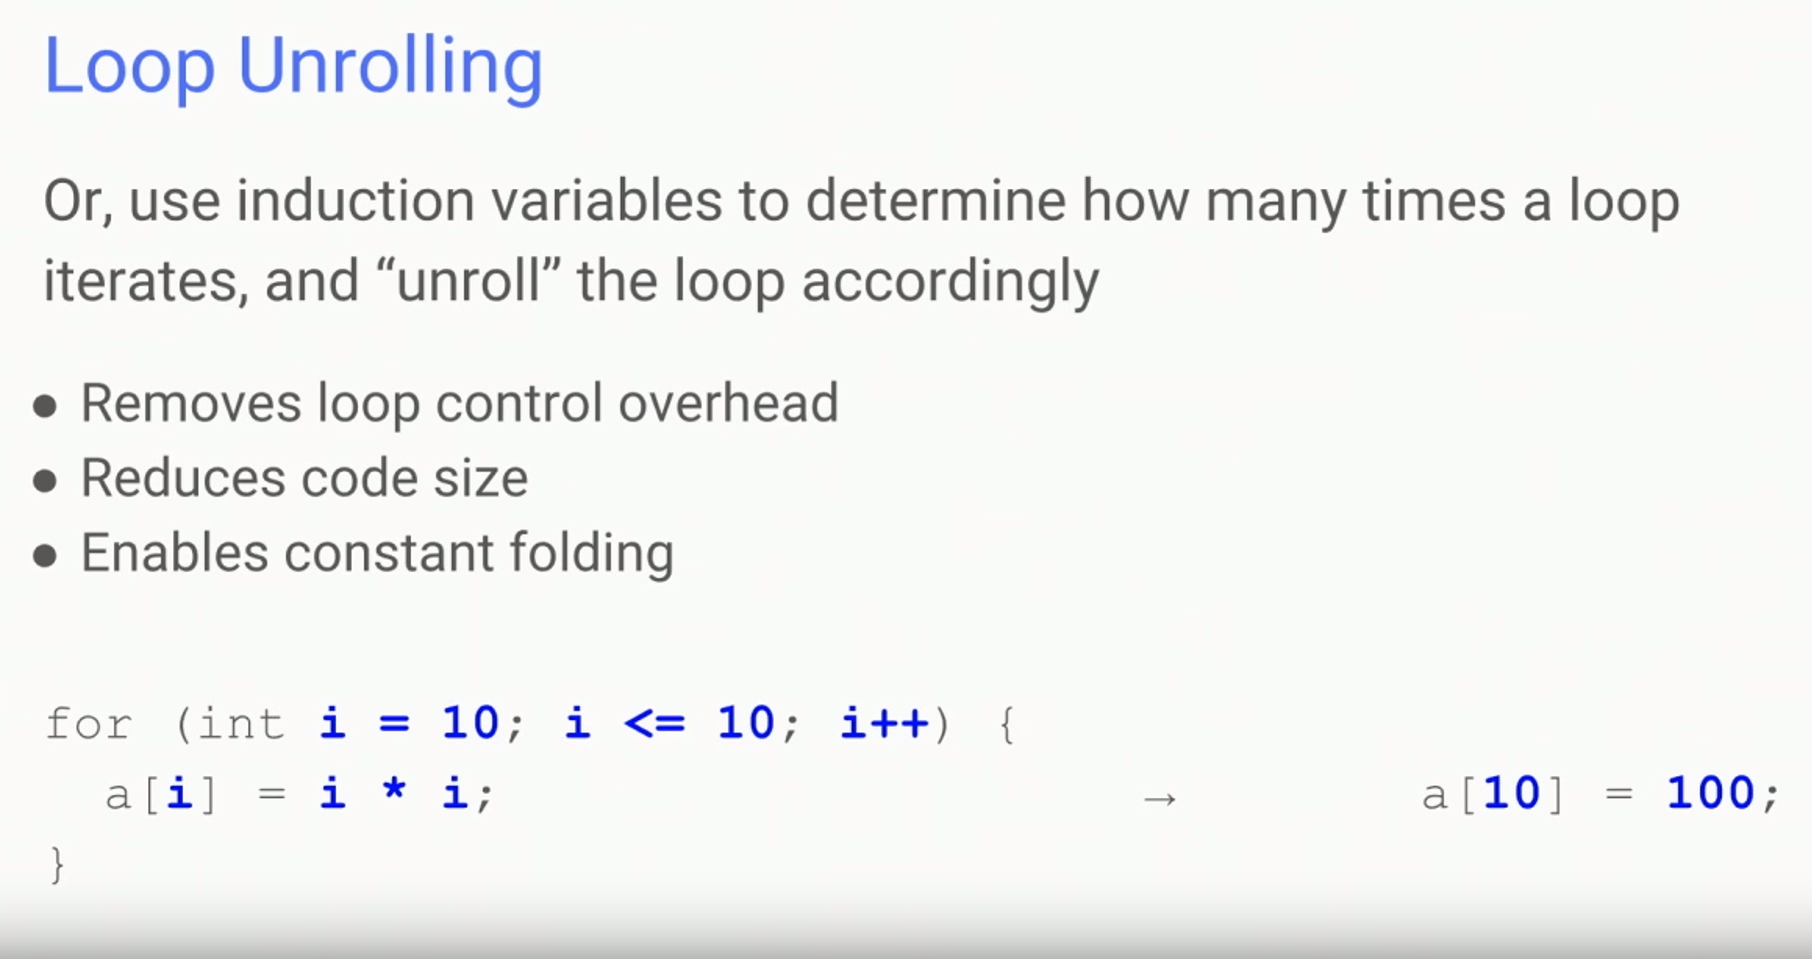 Loop Unrolling
Or, use induction variables to determine how many times a loop
iterates, and “unroll” the loop accordingly
● Removes loop control overhead
● Reduces code size
● Enables constant folding
for (int i = 10; i <= 10; i++) {
a[i] = i * i; → a[10] = 100;
}